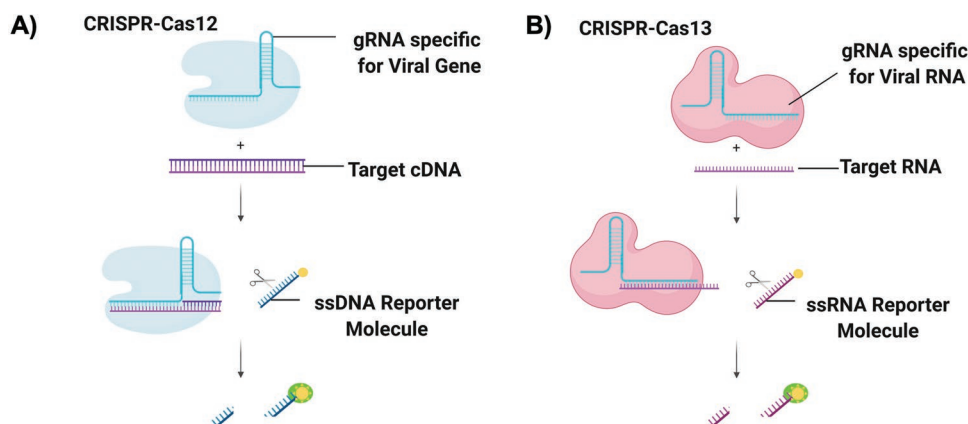 A)
CRISPR-Cas12
gRNA specific
for Viral Gene
+
Target cDNA
ssDNA Reporter
Molecule
B)
CRISPR-Cas13
gRNA specific
for Viral RNA
+
Target RNA
ssRNA Reporter
Molecule